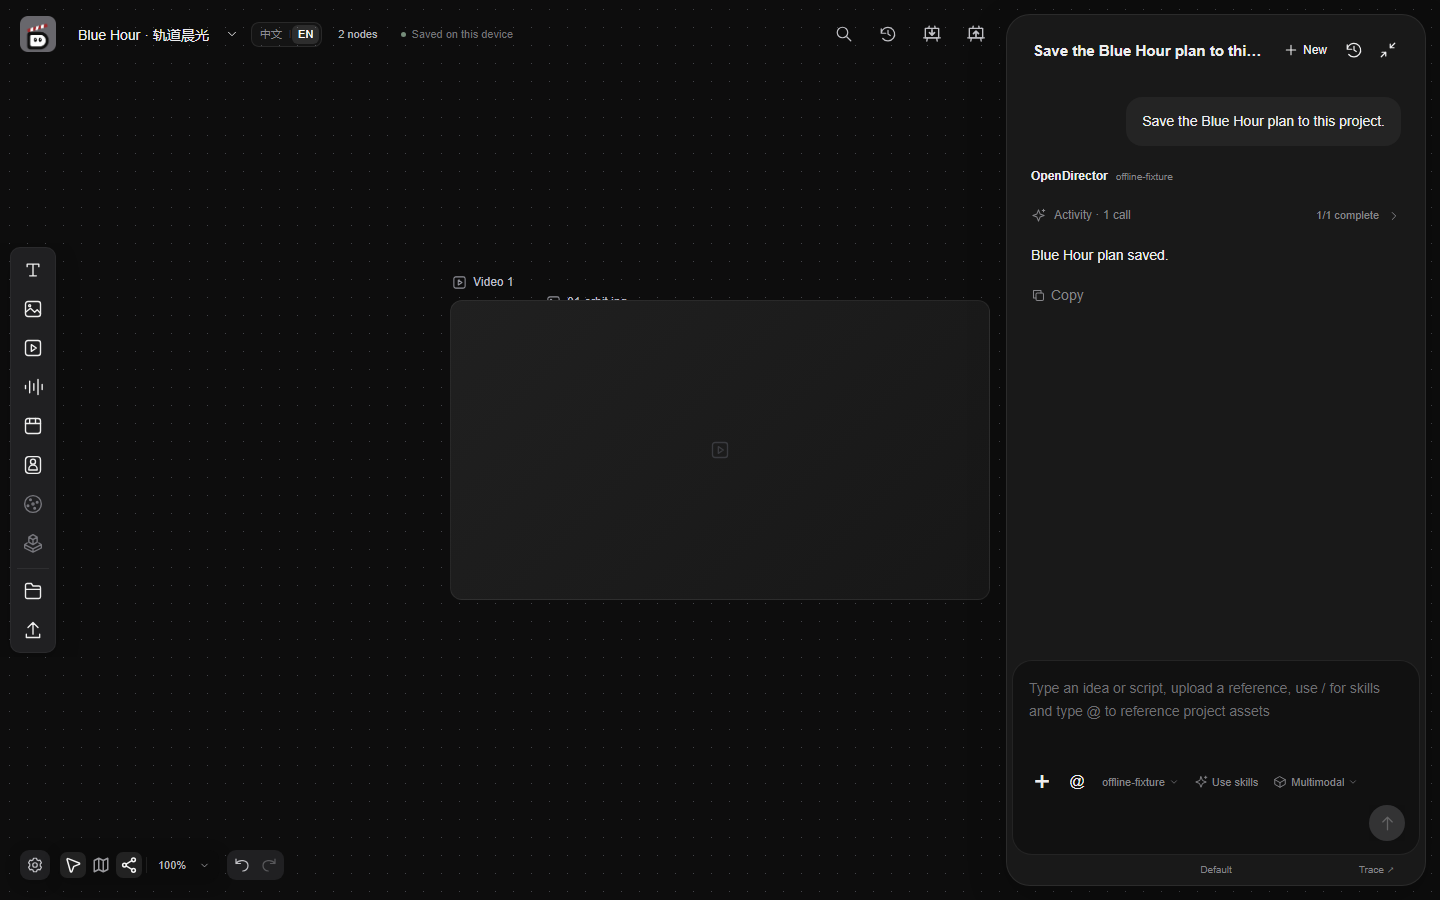 Blue Hour · 轨道晨光
中文 EN
2 nodes
Saved on this device
Save the Blue Hour plan to thi...
New
Save the Blue Hour plan to this project.
OpenDirector offline-fixture
Activity · 1 call
1/1 complete
Blue Hour plan saved.
Copy
Video 1
Type an idea or script, upload a reference, use / for skills
and type @ to reference project assets
@ offline-fixture
Use skills
Multimodal
Default
Trace
100%